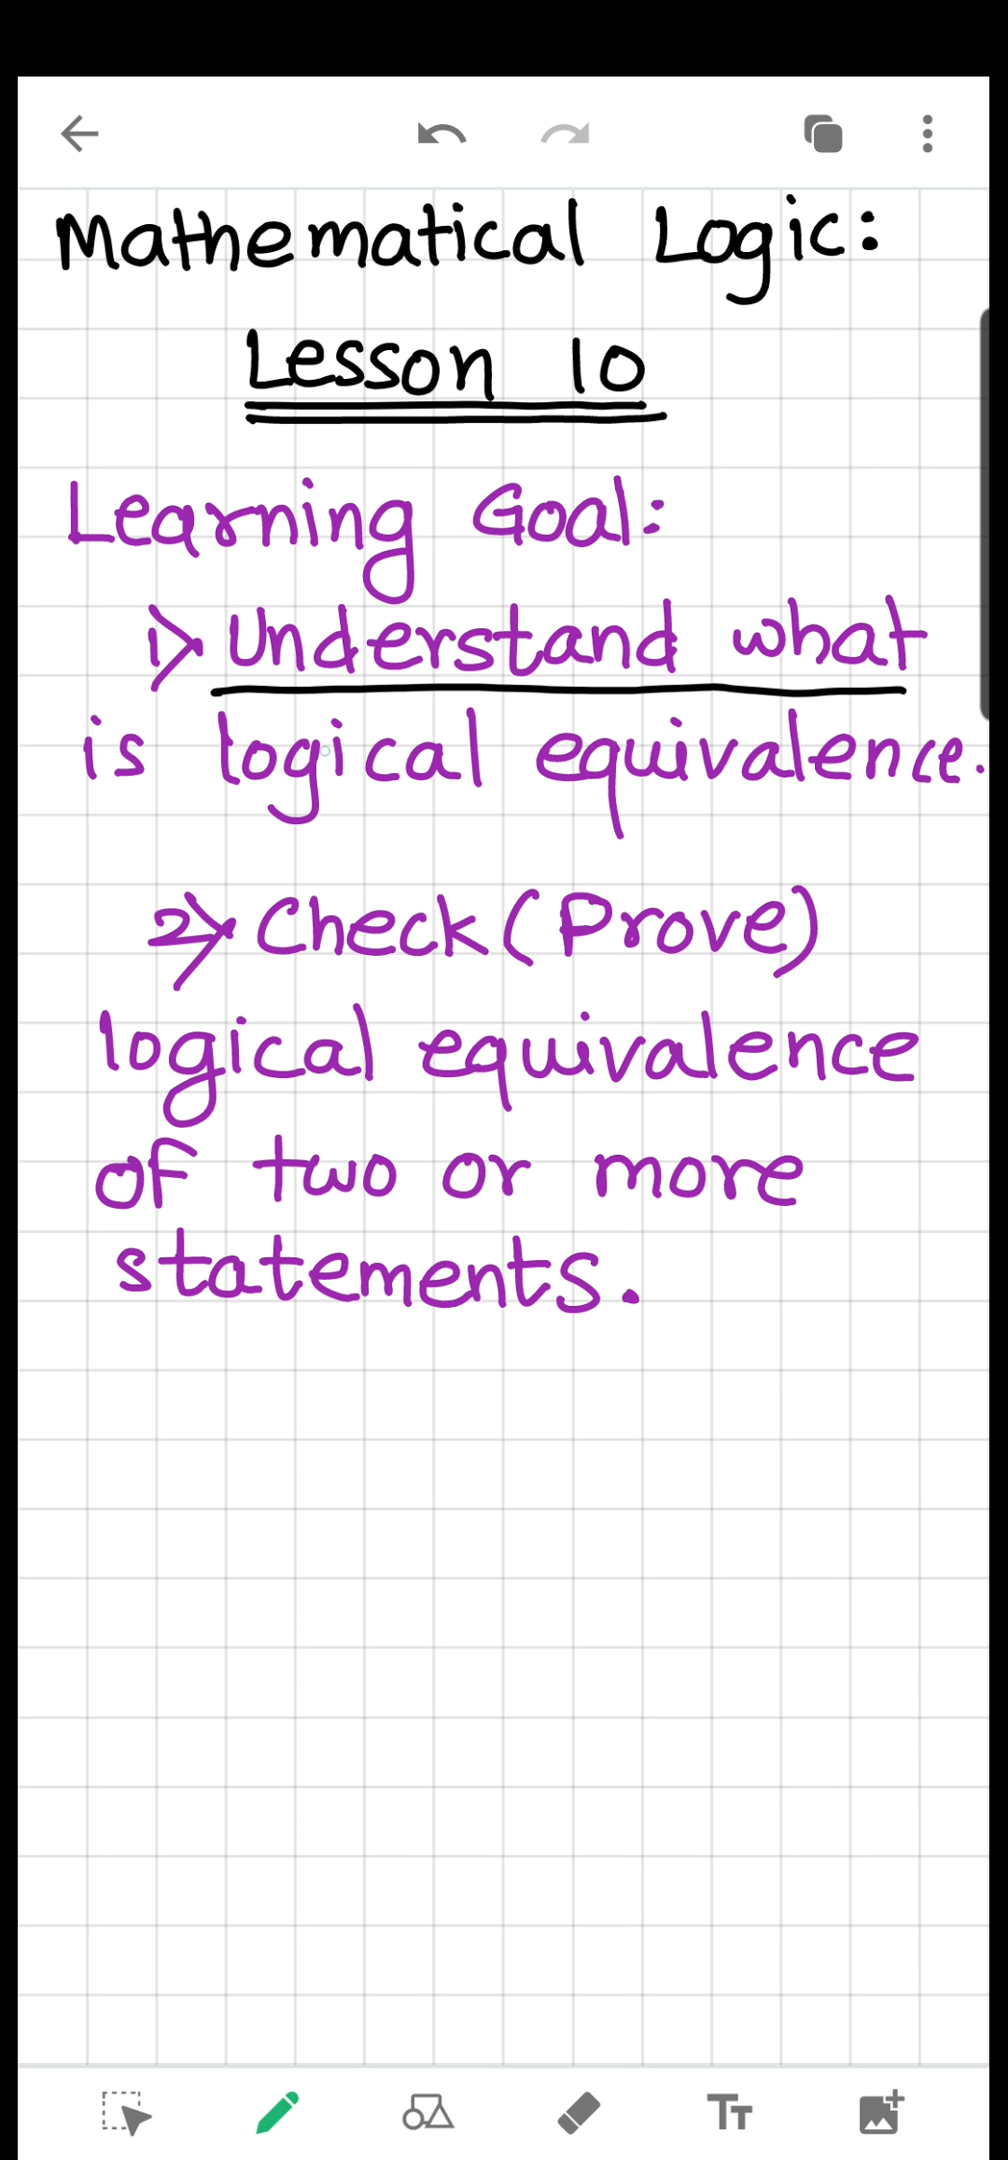 Mathematical Logic:
Lesson 10
Learning Goal:
1> Understand what
is logical equivalence.
2> Check (Prove)
logical equivalence
of two or more
statements.
TT